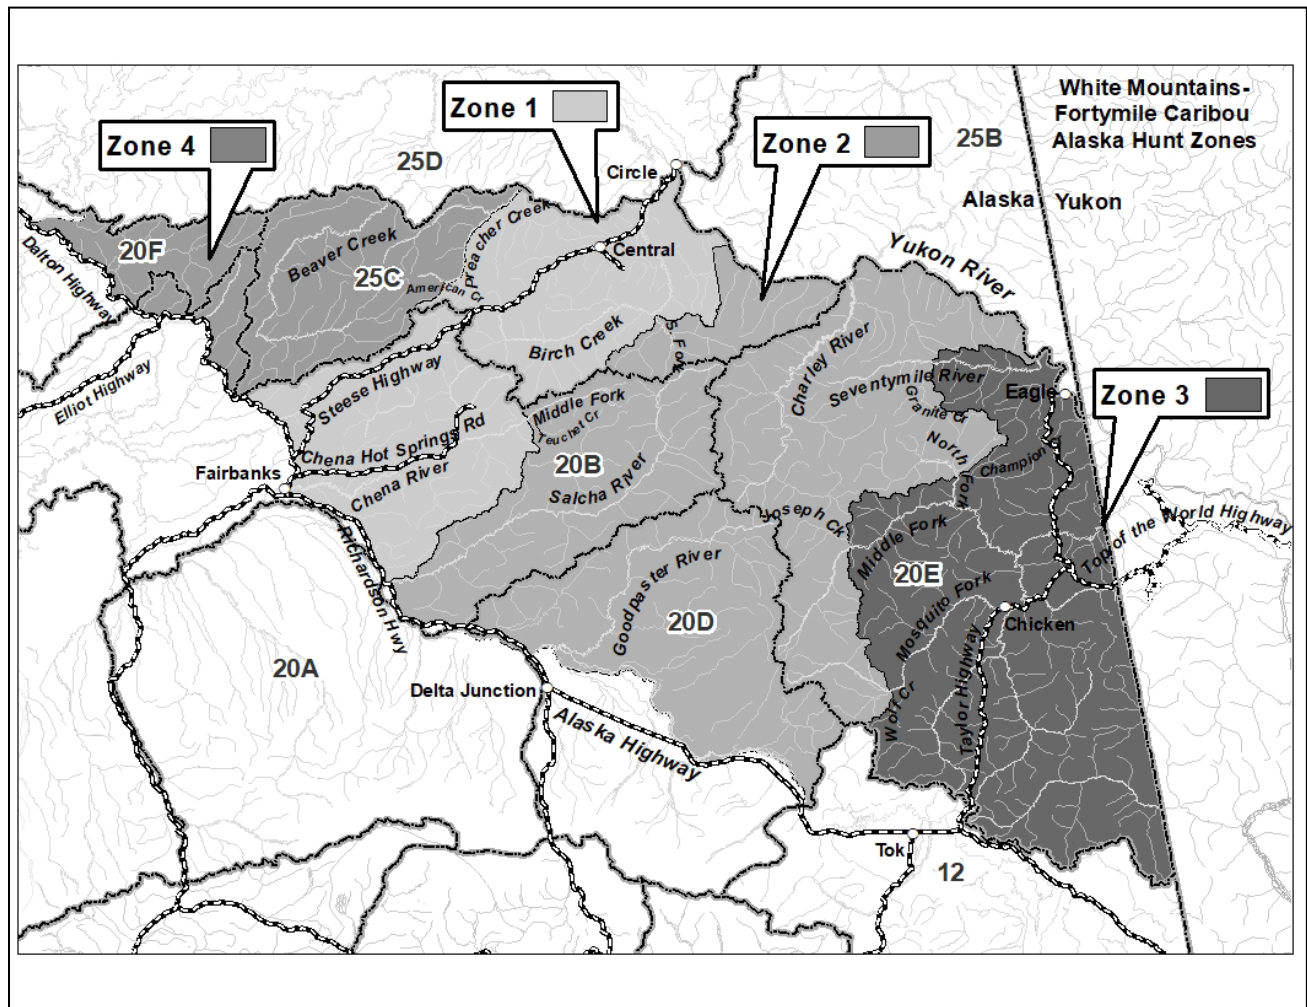 White Mountains-
Fortymile Caribou
Alaska Hunt Zones
Zone 1
Zone 4
Zone 2
25B
25D
Circle
Alaska
Yukon
Preacher Creek
20F
Beaver Creek
Central
Yukon River
Dalton Highway
25C
American Cr
Birch Creek
S. Fork
Charley River
Elliot Highway
Steese Highway
Seventymile River
Eagle
Zone 3
Granite Cr
Middle Fork
Teuchet Cr
Chena Hot Springs Rd
North Fork
Champion
Fairbanks
Chena River
20B
Salcha River
Joseph Ck
Middle Fork
Top of the World Highway
Richardson Hwy
Goodpaster River
20E
Mosquito Fork
20D
Chicken
20A
Delta Junction
Wolf Cr
Taylor Highway
Alaska Highway
Tok
12